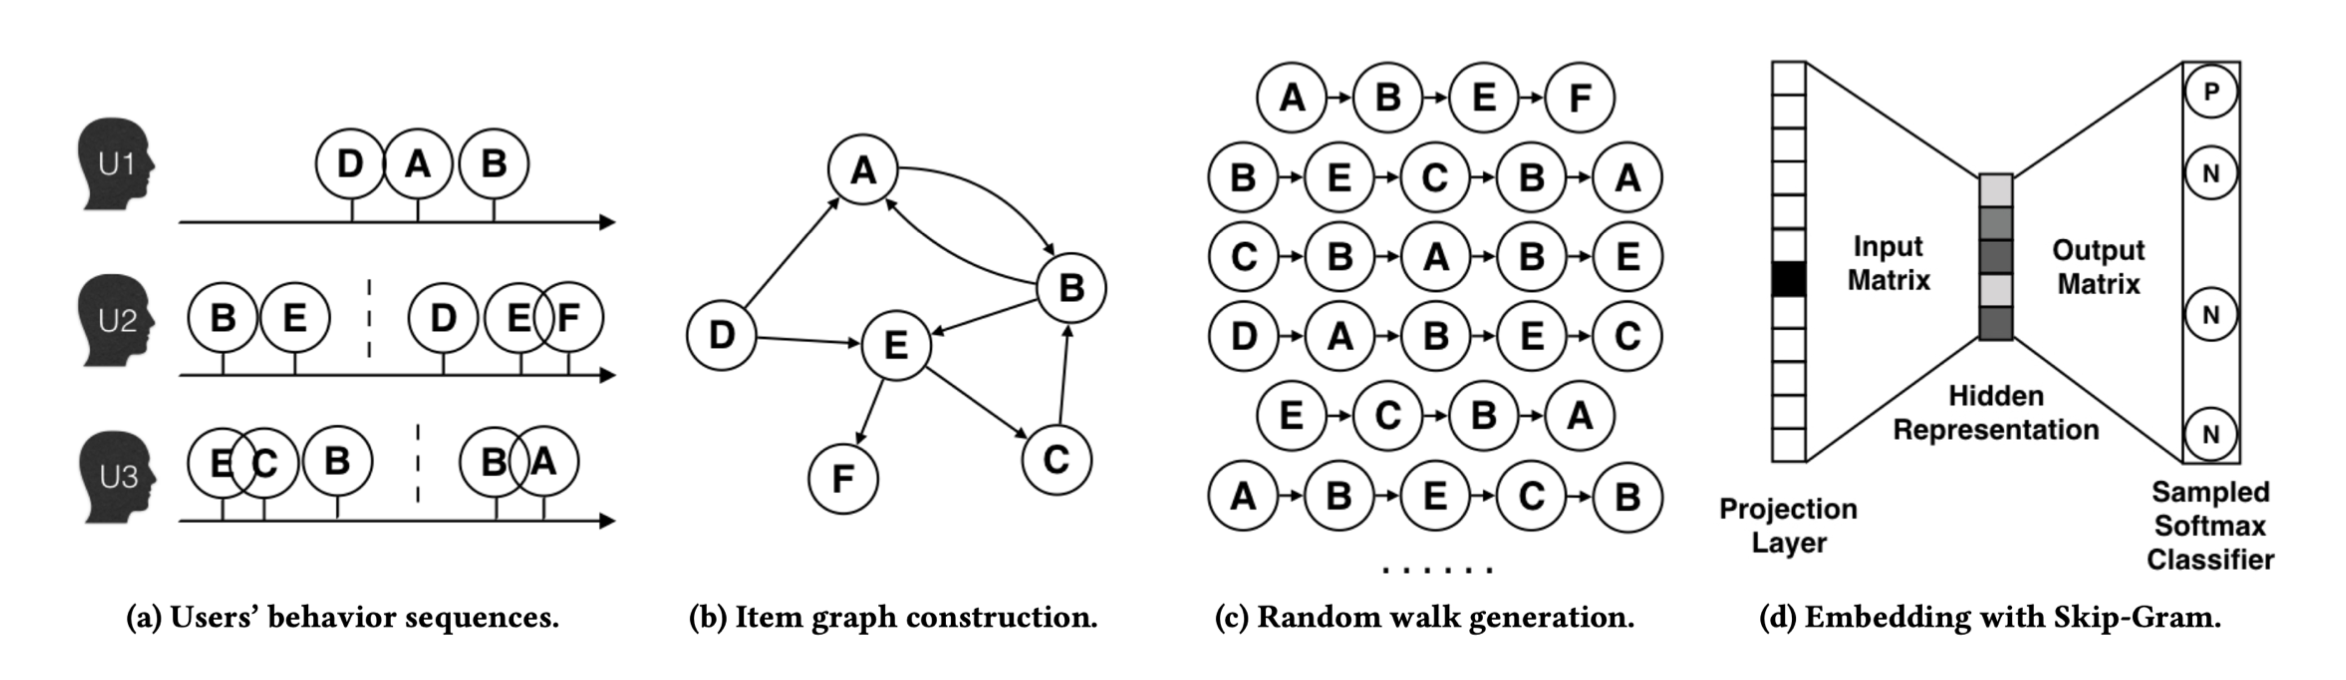 U1
D A B
U2
B E D E F
U3
E C B B A
(a) Users’ behavior sequences.
A
B
D
E
C
F
(b) Item graph construction.
A B E F
B E C B A
C B A B E
D A B E C
E C B A
A B E C B
......
(c) Random walk generation.
Projection
Layer
Input
Matrix
Hidden
Representation
Output
Matrix
P
N
N
N
Sampled
Softmax
Classifier
(d) Embedding with Skip-Gram.